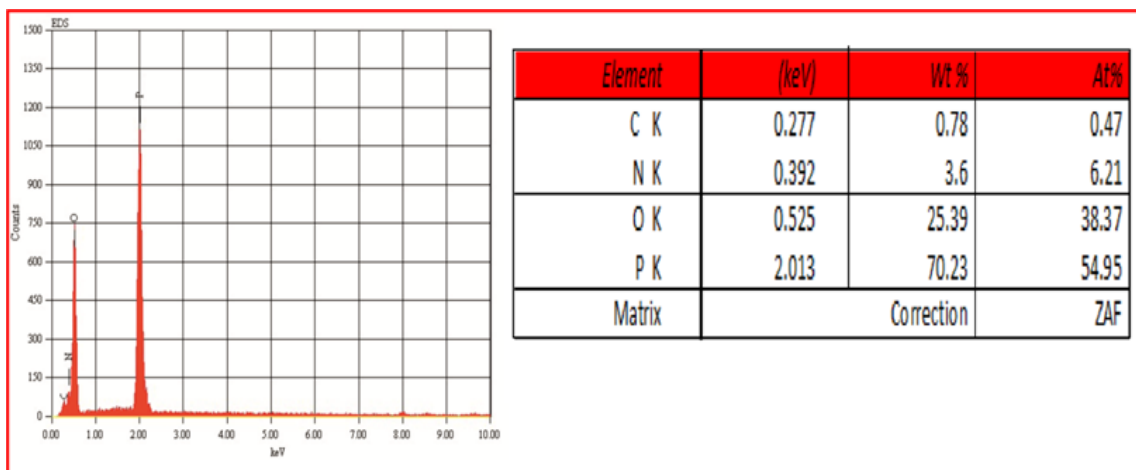 EDS
1500
1350
1200
1050
900
750
600
450
300
150
0
Counts
C
N
O
P
0.00 1.00 2.00 3.00 4.00 5.00 6.00 7.00 8.00 9.00 10.00
keV
Element (keV) Wt % At%
C K 0.277 0.78 0.47
N K 0.392 3.6 6.21
O K 0.525 25.39 38.37
P K 2.013 70.23 54.95
Matrix Correction ZAF